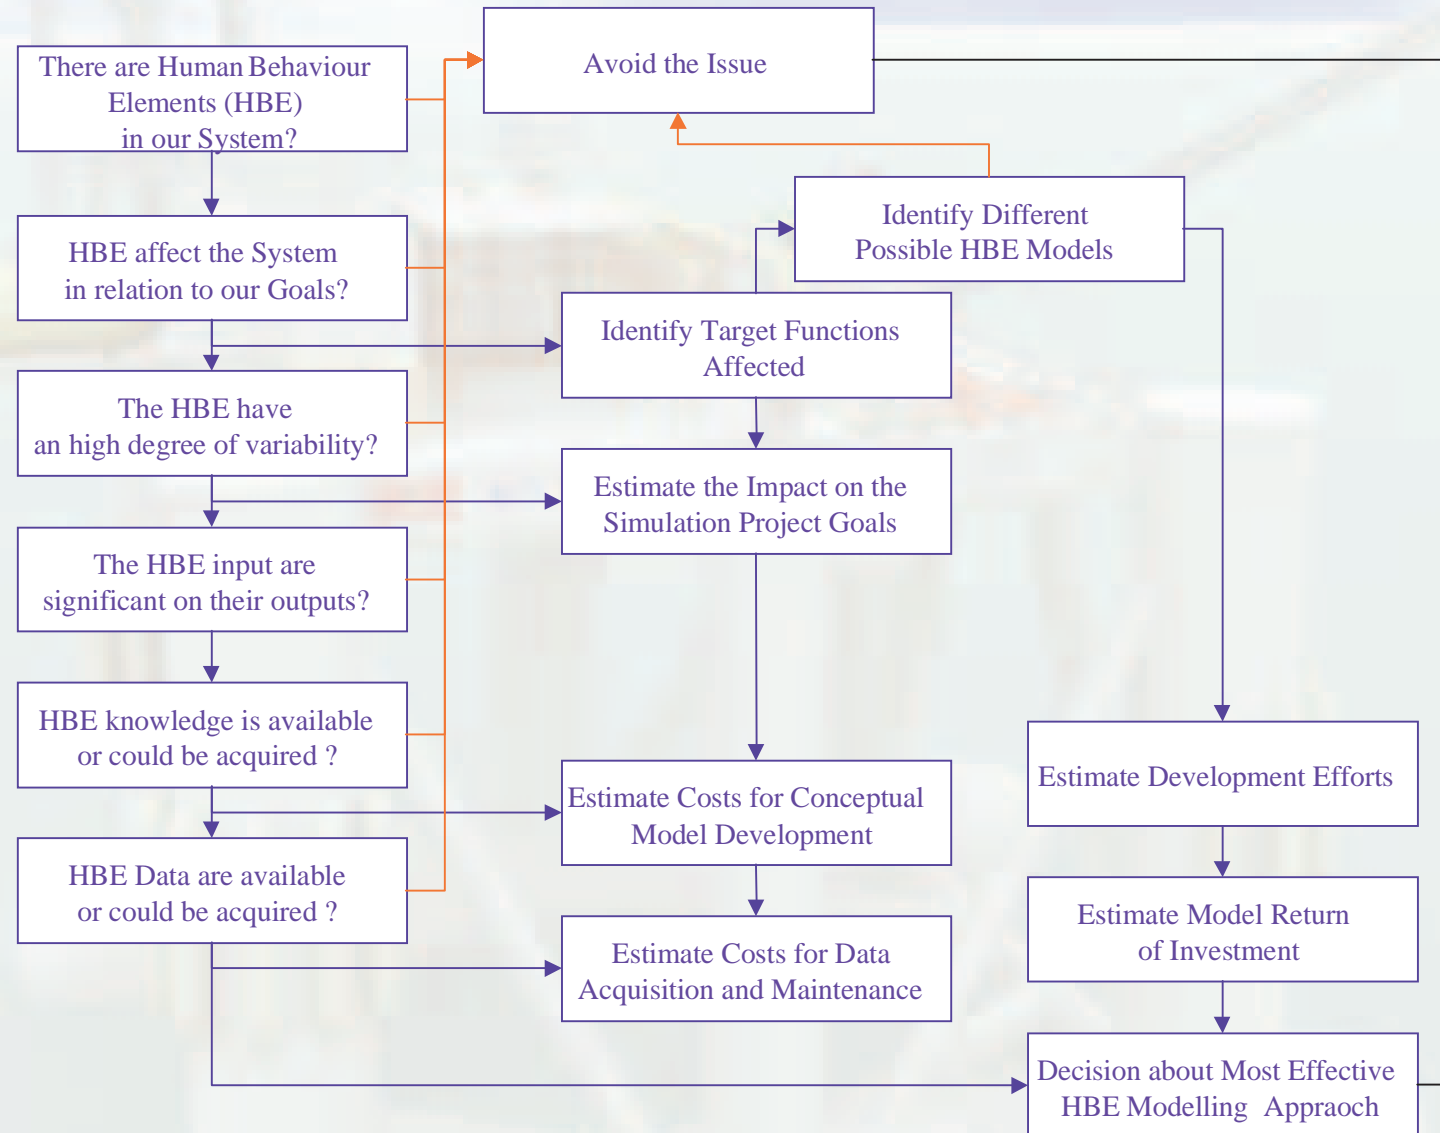 There are Human Behaviour
Elements (HBE)
in our System?
Avoid the Issue
Identify Different
Possible HBE Models
HBE affect the System
in relation to our Goals?
Identify Target Functions
Affected
The HBE have
an high degree of variability?
Estimate the Impact on the
Simulation Project Goals
The HBE input are
significant on their outputs?
HBE knowledge is available
or could be acquired ?
Estimate Development Efforts
Estimate Costs for Conceptual
Model Development
HBE Data are available
or could be acquired ?
Estimate Model Return
of Investment
Estimate Costs for Data
Acquisition and Maintenance
Decision about Most Effective
HBE Modelling Appraoch